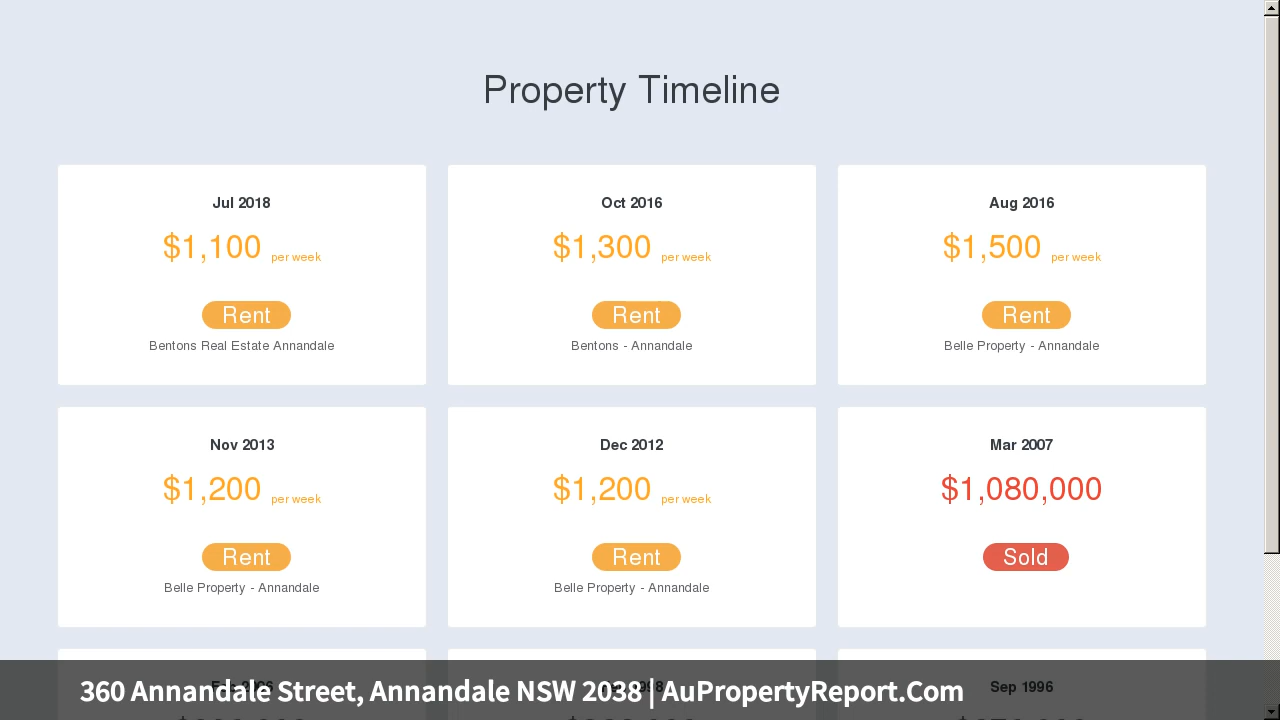 Property Timeline
Jul 2018
$1,100 per week
Rent
Bentons Real Estate Annandale
Oct 2016
$1,300 per week
Rent
Bentons - Annandale
Aug 2016
$1,500 per week
Rent
Belle Property - Annandale
Nov 2013
$1,200 per week
Rent
Belle Property - Annandale
Dec 2012
$1,200 per week
Rent
Belle Property - Annandale
Mar 2007
$1,080,000
Sold
Sep 1996
360 Annandale Street, Annandale NSW 2038 | AuPropertyReport.Com